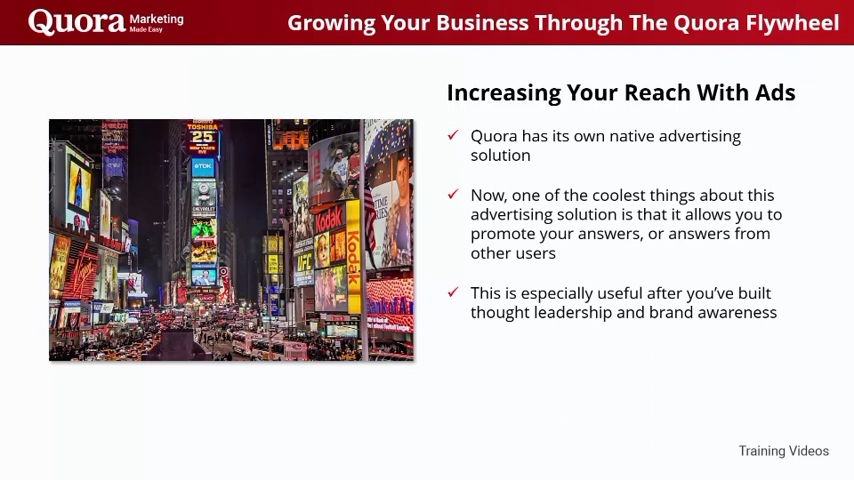 Quora Marketing
Made Easy
Growing Your Business Through The Quora Flywheel
Increasing Your Reach With Ads
Quora has its own native advertising
solution
Now, one of the coolest things about this
advertising solution is that it allows you to
promote your answers, or answers from
other users
This is especially useful after you’ve built
thought leadership and brand awareness
TOSHIBA
25
TDK
CHEVROLET
Kodak
Kodak
UFC
Training Videos